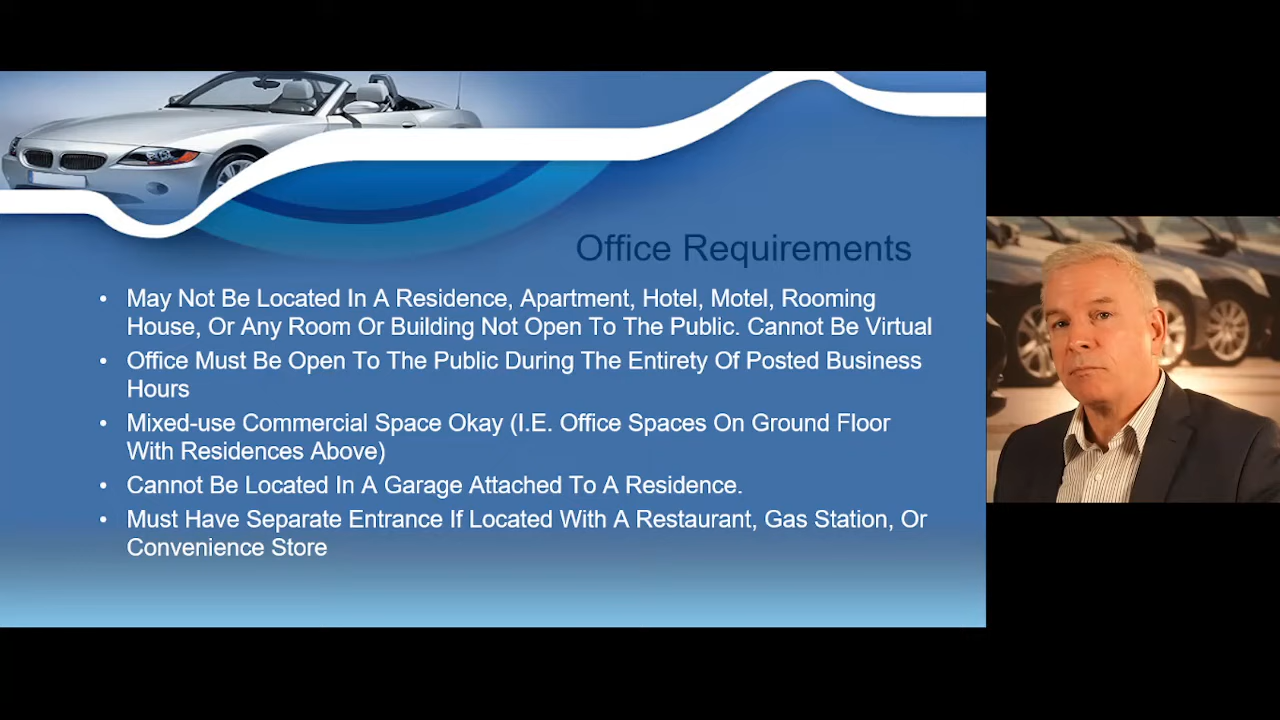 Office Requirements
• May Not Be Located In A Residence, Apartment, Hotel, Motel, Rooming
House, Or Any Room Or Building Not Open To The Public. Cannot Be Virtual
• Office Must Be Open To The Public During The Entirety Of Posted Business
Hours
• Mixed-use Commercial Space Okay (I.E. Office Spaces On Ground Floor
With Residences Above)
• Cannot Be Located In A Garage Attached To A Residence.
• Must Have Separate Entrance If Located With A Restaurant, Gas Station, Or
Convenience Store